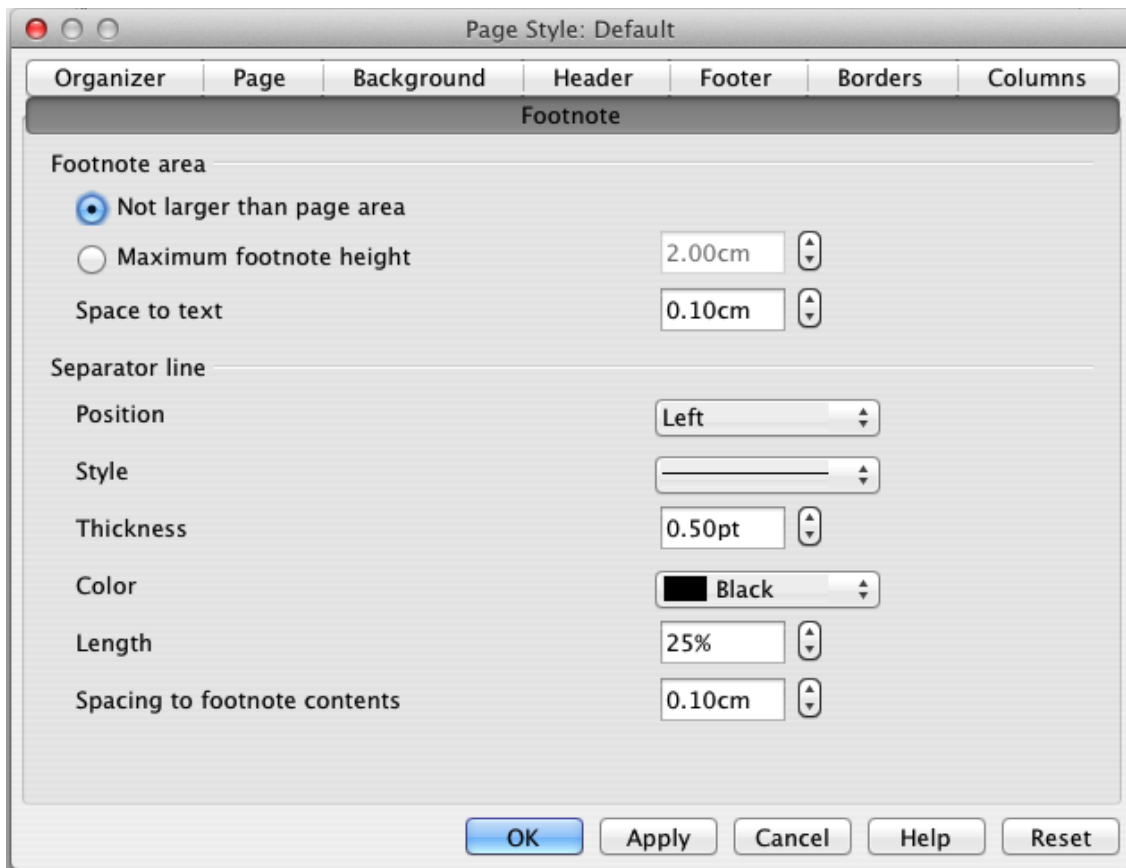 Page Style: Default
Organizer Page Background Header Footer Borders Columns
Footnote
Footnote area
Not larger than page area
Maximum footnote height 2.00cm
Space to text 0.10cm
Separator line
Position Left
Style
Thickness 0.50pt
Color Black
Length 25%
Spacing to footnote contents 0.10cm
OK Apply Cancel Help Reset